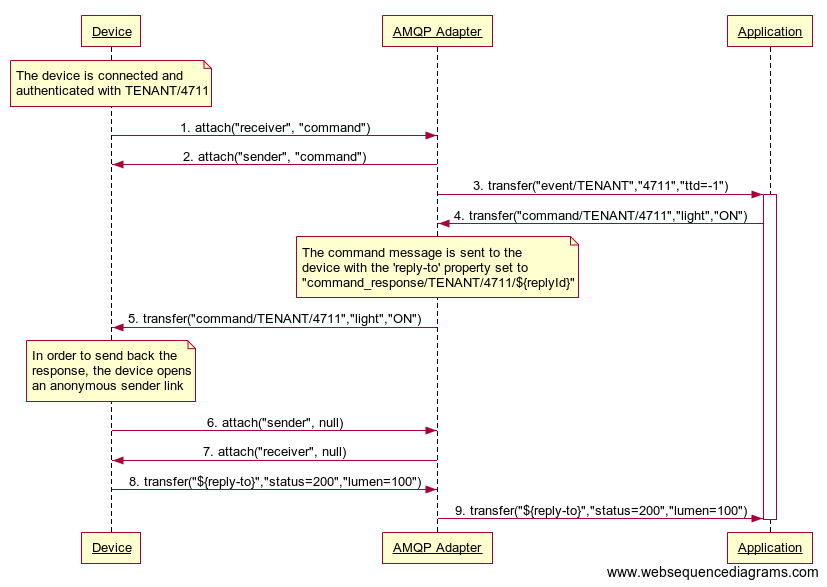 Device
AMQP Adapter
Application
The device is connected and
authenticated with TENANT/4711
1. attach("receiver", "command")
2. attach("sender", "command")
3. transfer("event/TENANT","4711","ttd=-1")
4. transfer("command/TENANT/4711","light","ON")
The command message is sent to the
device with the 'reply-to' property set to
"command_response/TENANT/4711/${replyId}"
5. transfer("command/TENANT/4711","light","ON")
In order to send back the
response, the device opens
an anonymous sender link
6. attach("sender", null)
7. attach("receiver", null)
8. transfer("${reply-to}","status=200","lumen=100")
9. transfer("${reply-to}","status=200","lumen=100")
Device
AMQP Adapter
Application
www.websequencediagrams.com